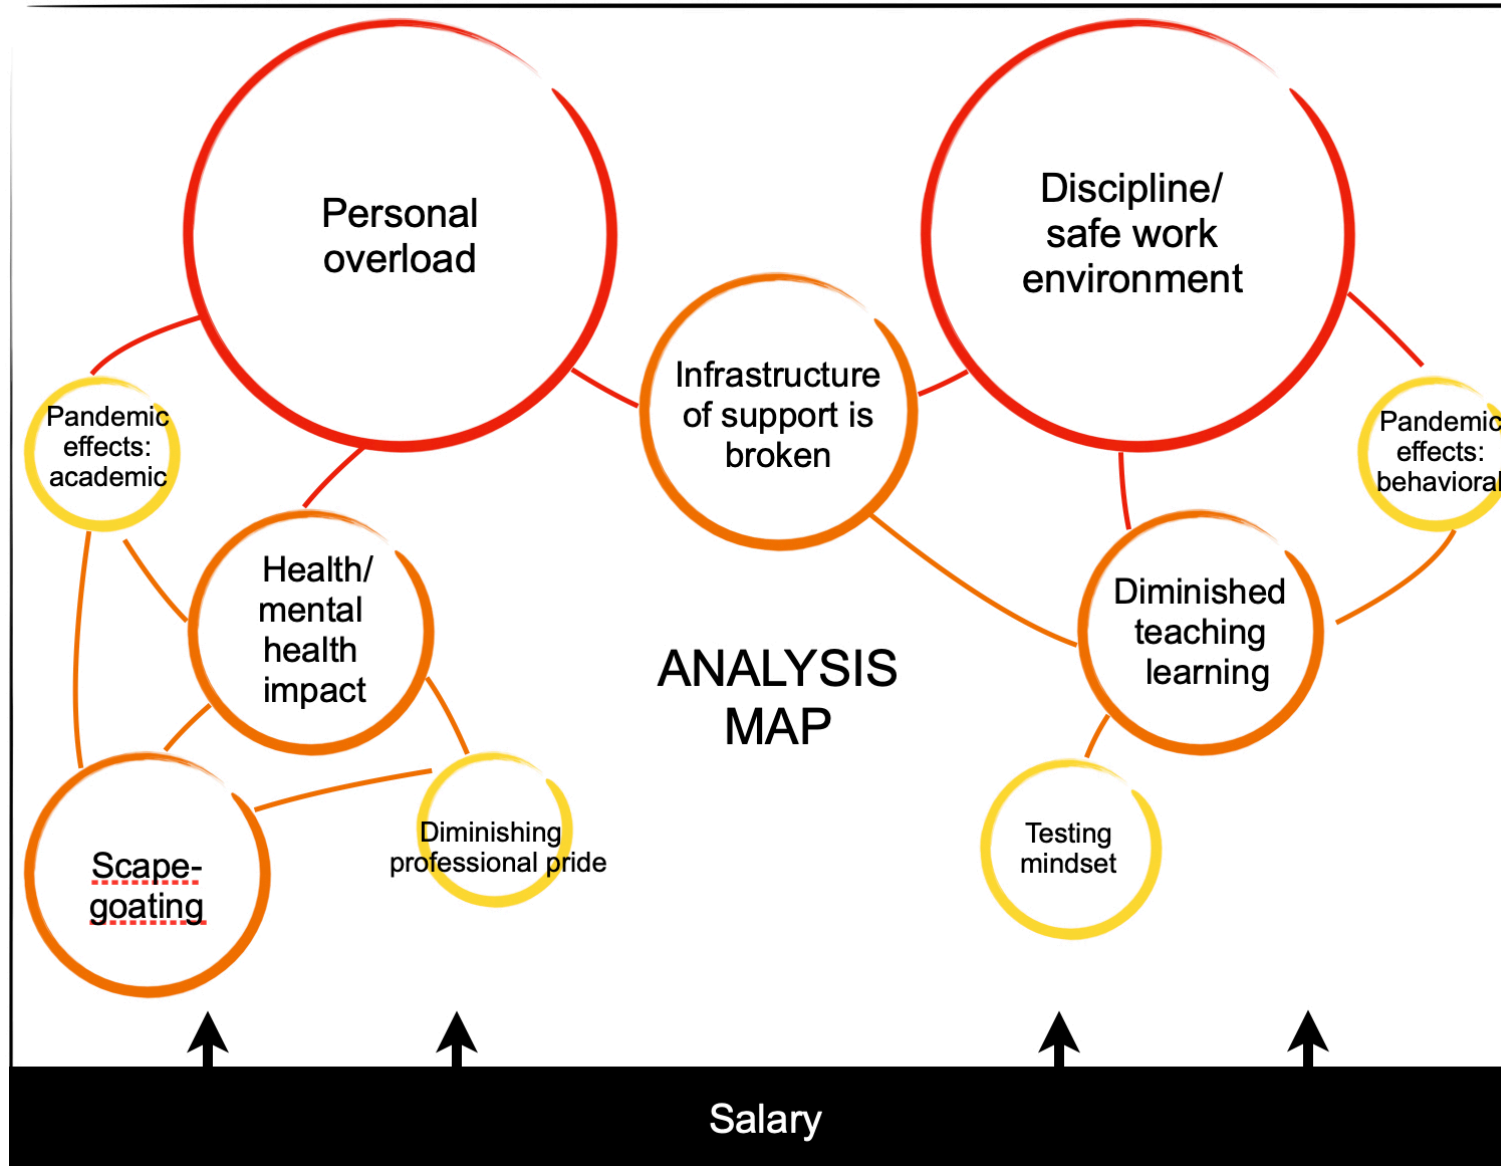 Personal
overload
Discipline/
safe work
environment
Infrastructure
of support is
broken
Pandemic
effects:
academic
Pandemic
effects:
behavioral
Health/
mental
health
impact
Diminished
teaching
learning
ANALYSIS
MAP
Scape-
goating
Diminishing
professional pride
Testing
mindset
Salary